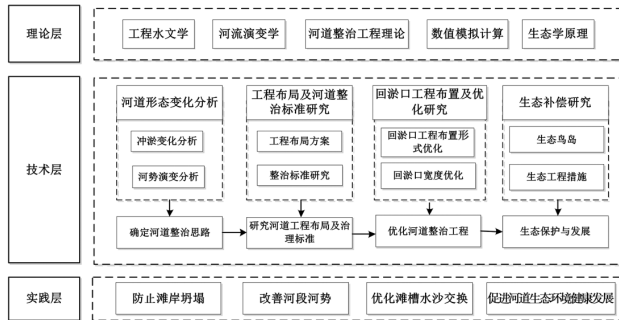 理论层
工程水文学
河流演变学
河道整治工程理论
数值模拟计算
生态学原理
技术层
河道形态变化分析
冲淤变化分析
河势演变分析
工程布局及河道整
治标准研究
工程布局方案
整治标准研究
回淤口工程布置及优
化研究
回淤口工程布置形
式优化
回淤口宽度优化
生态补偿研究
生态鸟岛
生态工程措施
确定河道整治思路
研究河道工程布局及治
理标准
优化河道整治工程
生态保护与发展
实践层
防止滩岸坍塌
改善河段河势
优化滩槽水沙交换
促进河道生态环境健康发展